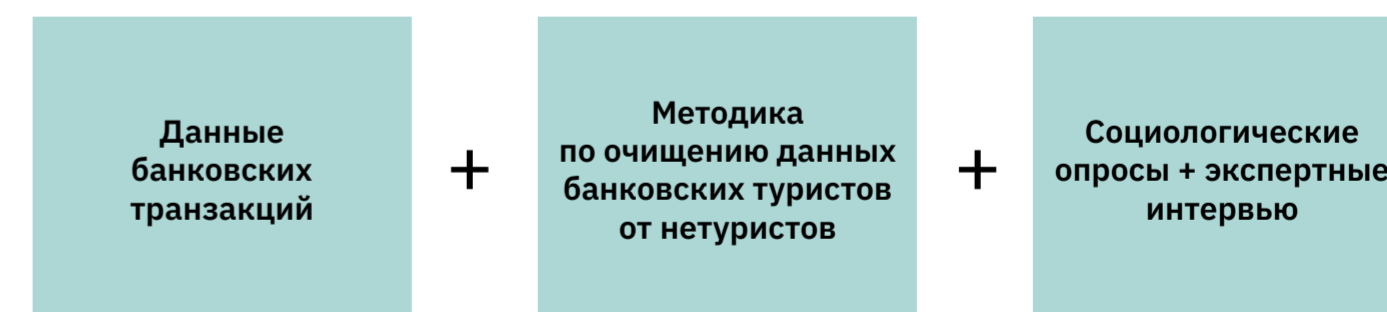 Данные
банковских
транзакций
+
Методика
по очищению данных
банковских туристов
от нетуристов
+
Социологические
опросы + экспертные
интервью